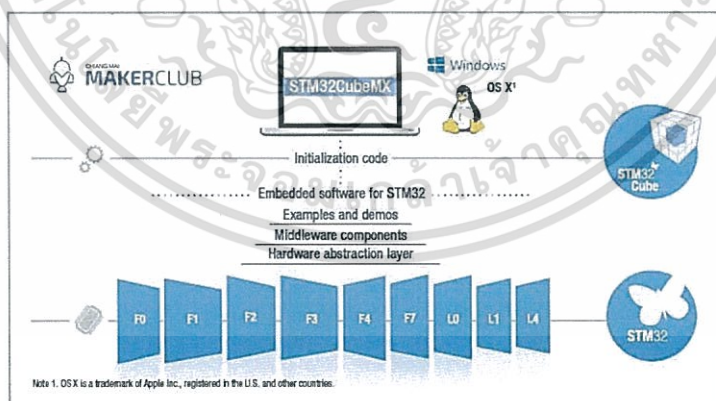 CHIANG MAI
MAKERCLUB
STM32CubeMX
Windows
OS X¹
Initialization code
STM32
Cube
Embedded software for STM32
Examples and demos
Middleware components
Hardware abstraction layer
F0 F1 F2 F3 F4 F7 L0 L1 L4
STM32
Note 1. OS X is a trademark of Apple Inc., registered in the U.S. and other countries.